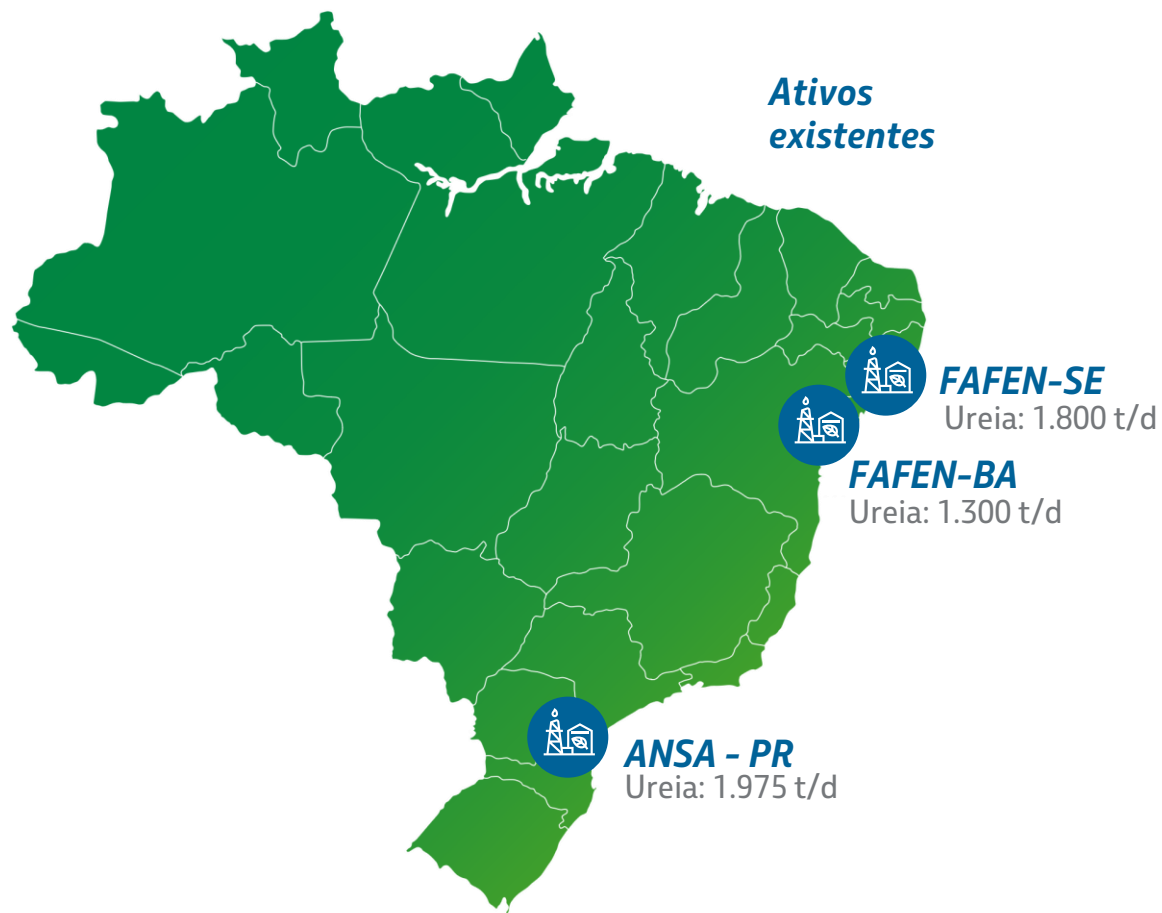 Ativos
existentes
FAFEN-SE
Ureia: 1.800 t/d
FAFEN-BA
Ureia: 1.300 t/d
ANSA - PR
Ureia: 1.975 t/d